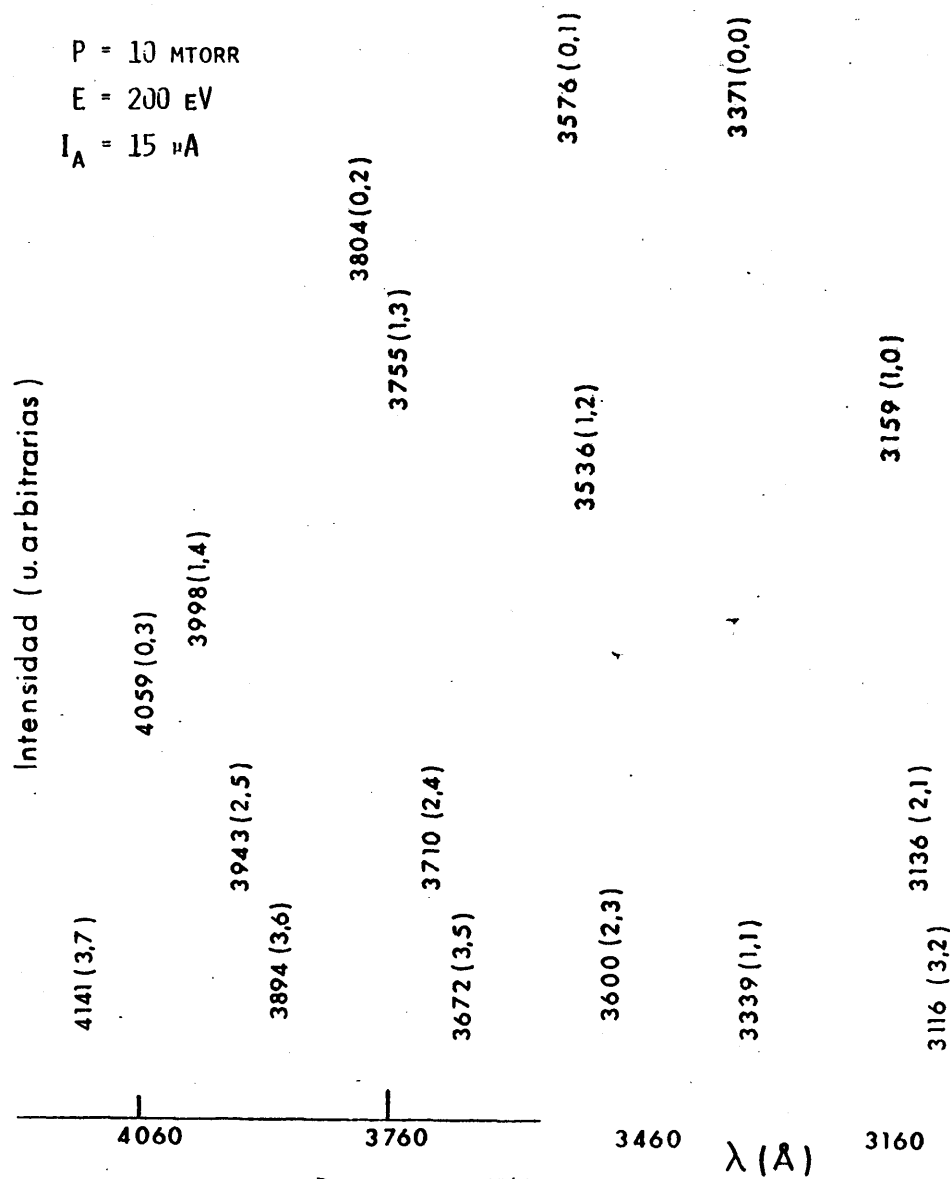 P = 10 MTORR
E = 200 EV
I_A = 15 µA
Intensidad (u. arbitrarias)
4141 (3,7)
4059 (0,3)
3998 (1,4)
3943 (2,5)
3894 (3,6)
3804 (0,2)
3755 (1,3)
3710 (2,4)
3672 (3,5)
3576 (0,1)
3536 (1,2)
3600 (2,3)
3371 (0,0)
3339 (1,1)
3159 (1,0)
3136 (2,1)
3116 (3,2)
4060 3760 3460 3160
λ (Å)